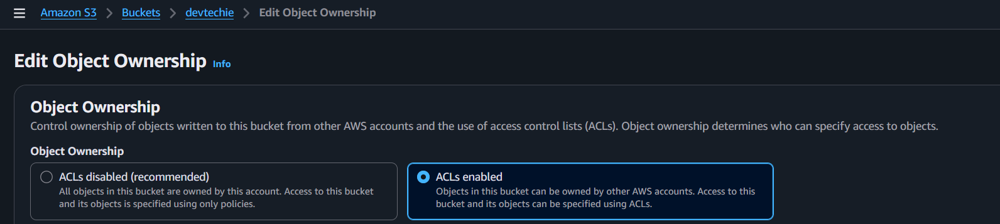 Amazon S3 > Buckets > devtechie > Edit Object Ownership
Edit Object Ownership Info
Object Ownership
Control ownership of objects written to this bucket from other AWS accounts and the use of access control lists (ACLs). Object ownership determines who can specify access to objects.
Object Ownership
ACLs disabled (recommended)
All objects in this bucket are owned by this account. Access to this bucket
and its objects is specified using only policies.
ACLs enabled
Objects in this bucket can be owned by other AWS accounts. Access to this
bucket and its objects can be specified using ACLs.